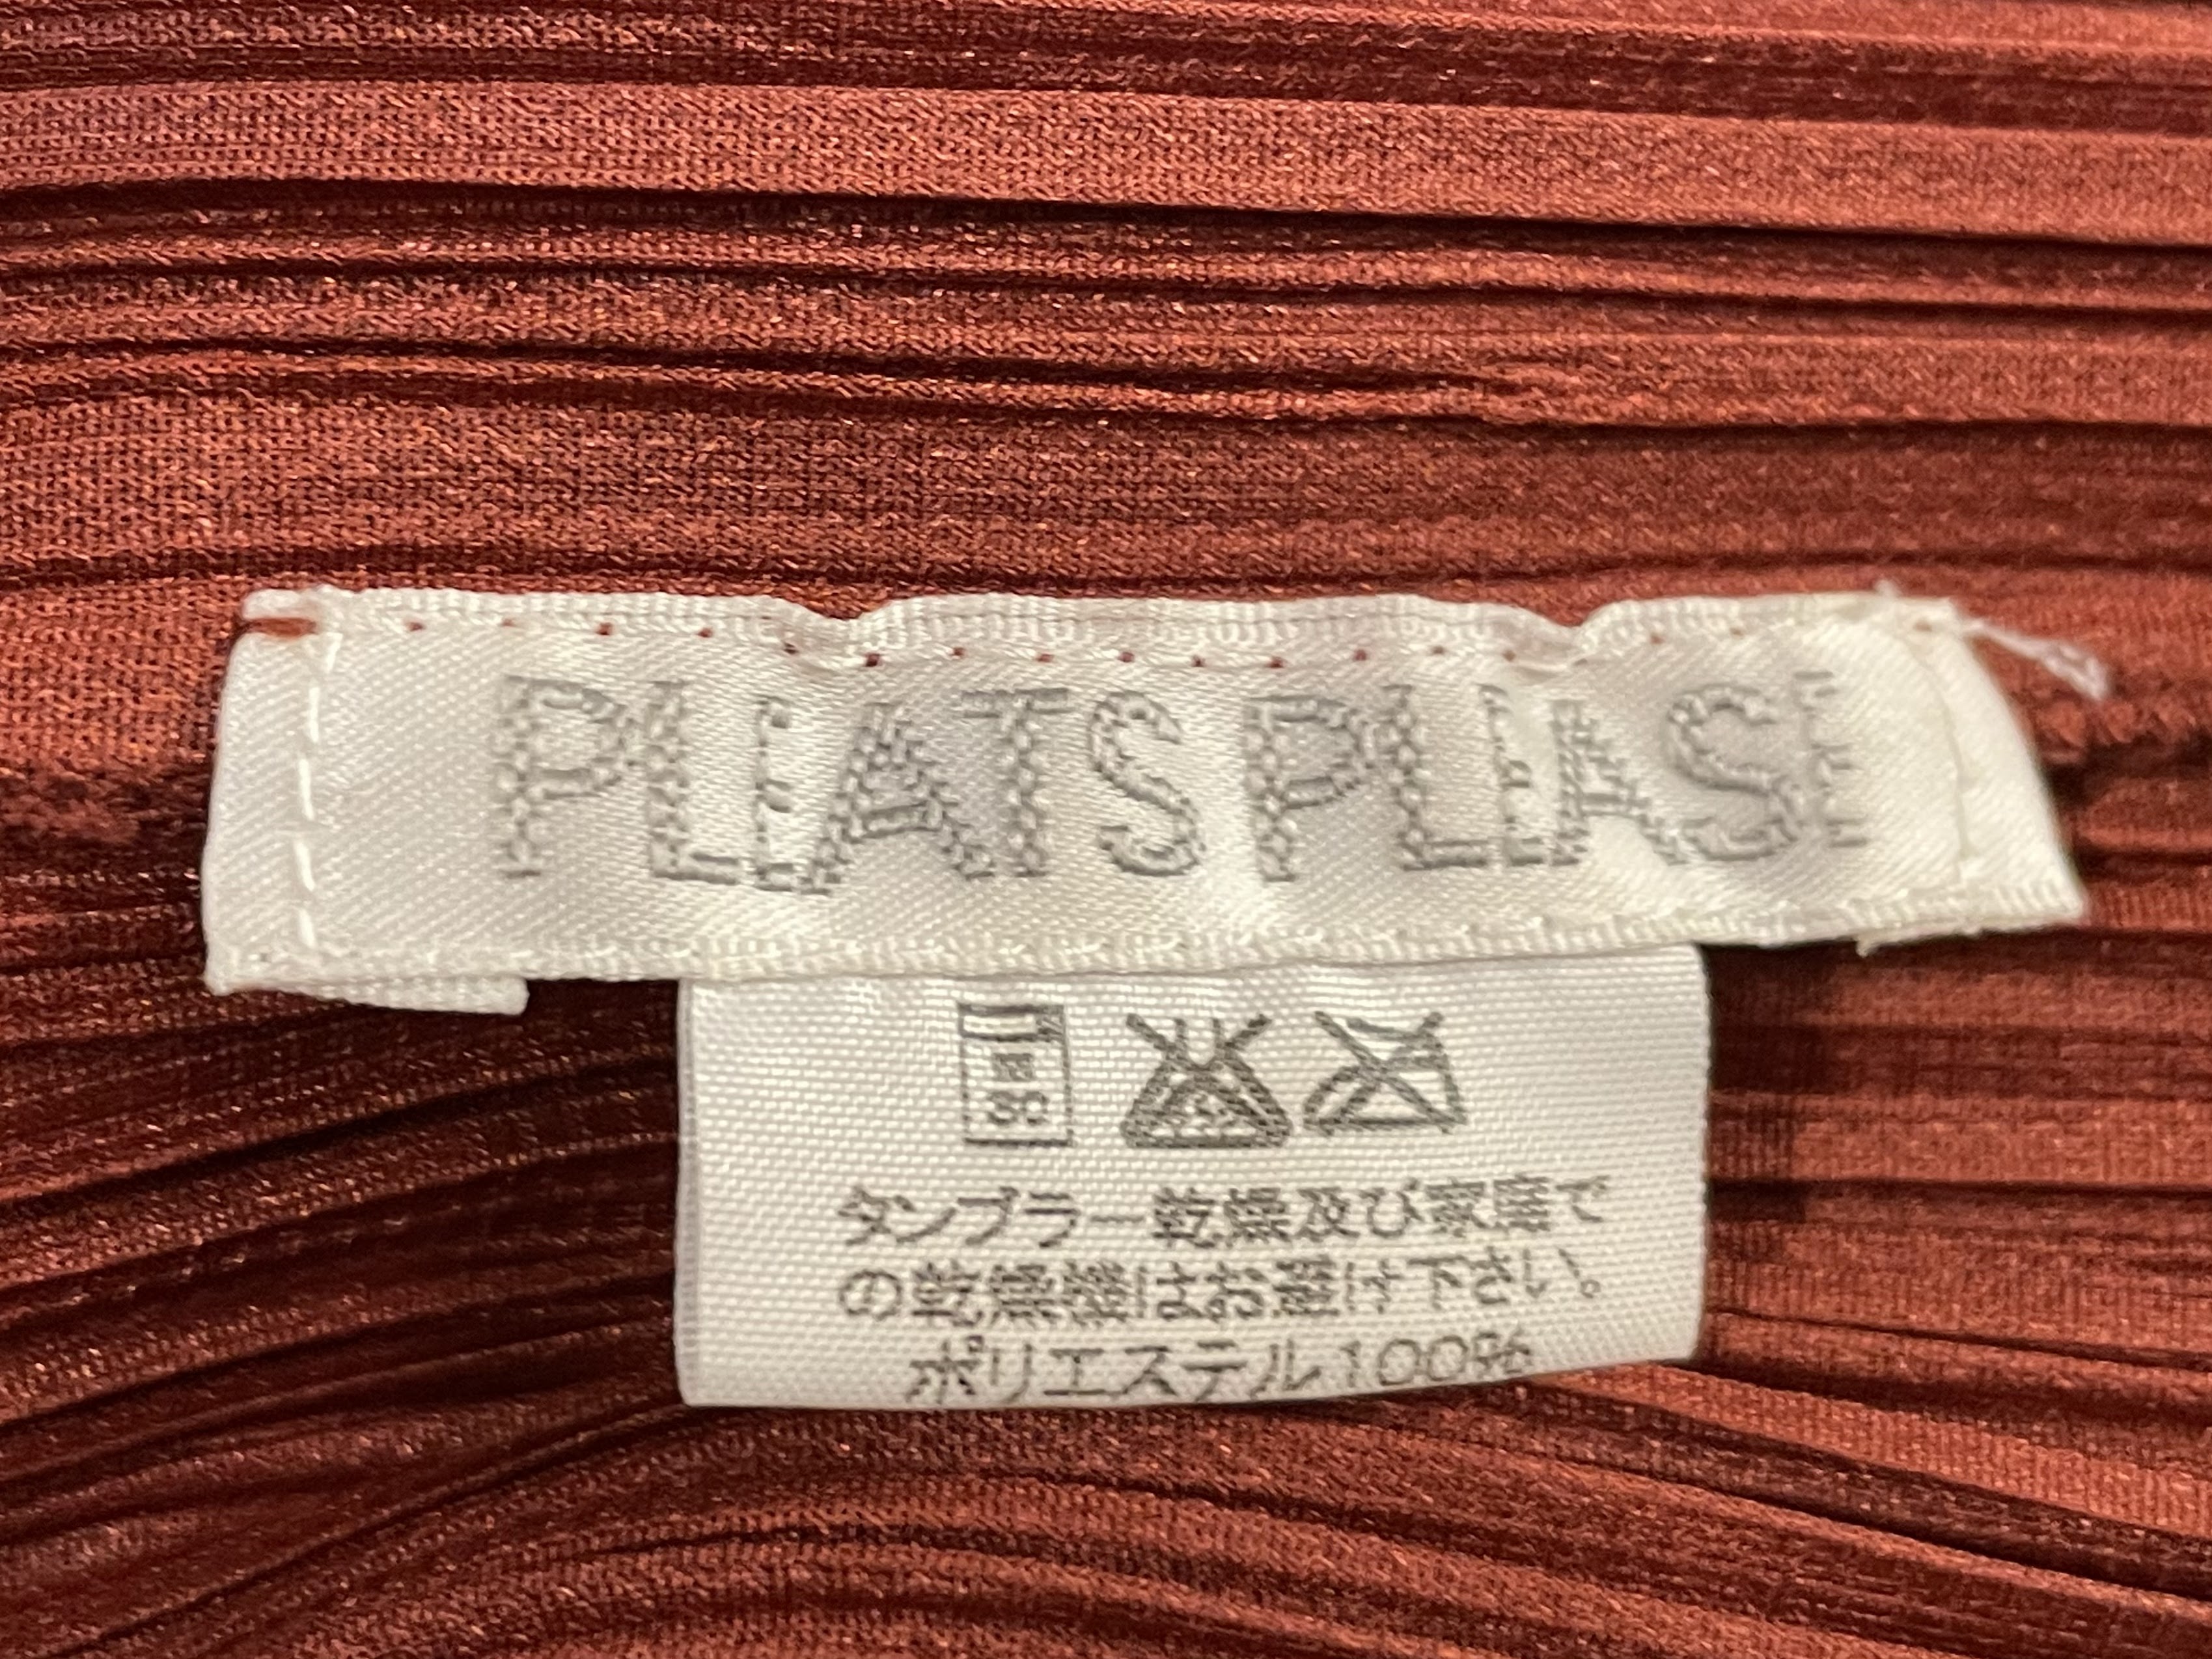 PLEATS PLEASE
タンブラー乾燥及び家庭で
の乾燥機はお避け下さい。
ポリエステル100%